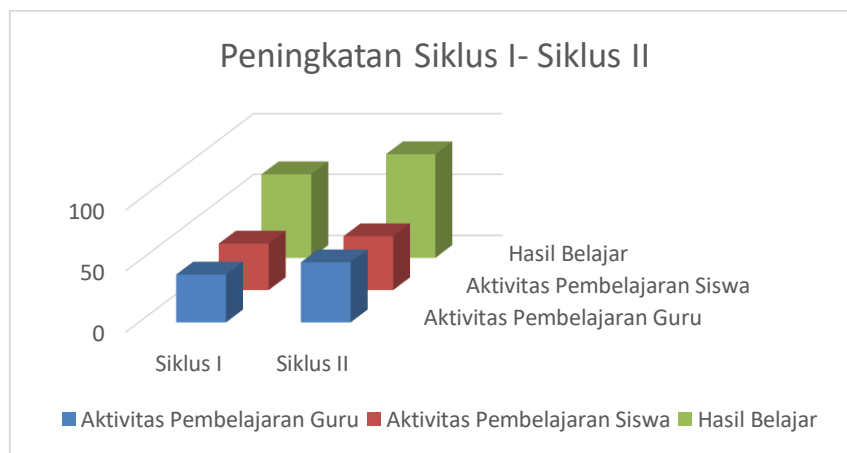 Peningkatan Siklus I- Siklus II
100
50
0
Hasil Belajar
Aktivitas Pembelajaran Siswa
Aktivitas Pembelajaran Guru
Siklus I Siklus II
Aktivitas Pembelajaran Guru Aktivitas Pembelajaran Siswa Hasil Belajar